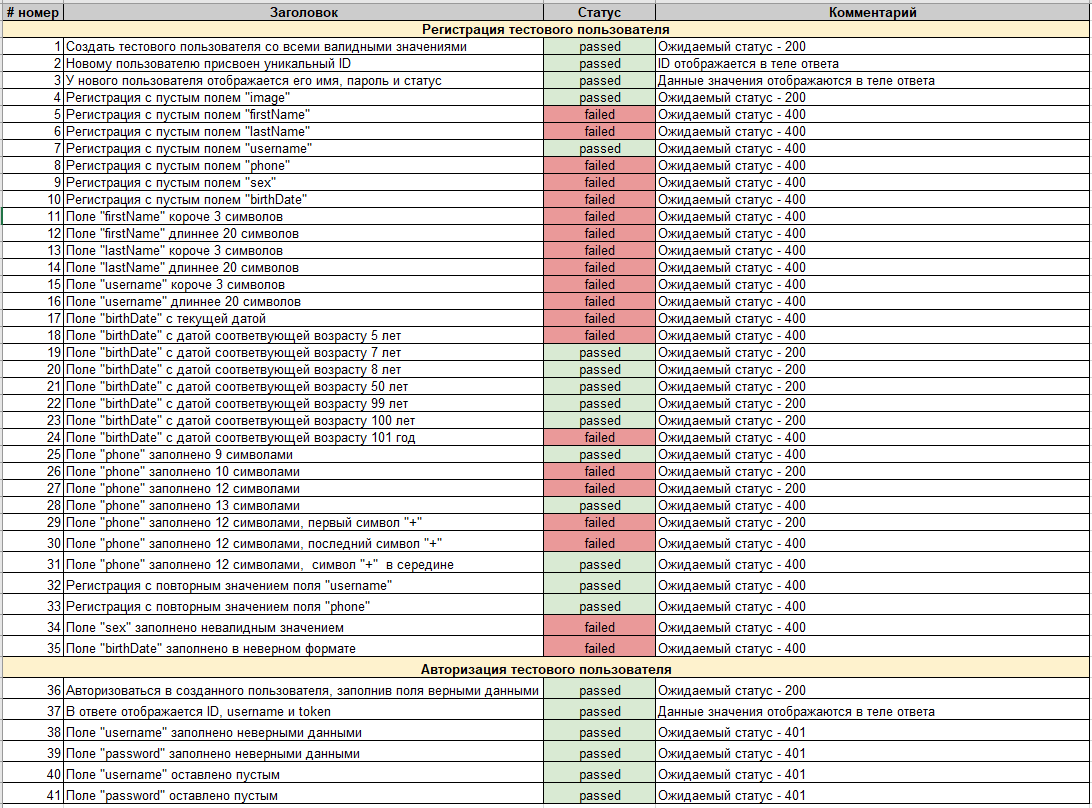 # номер Заголовок Статус Комментарий
Регистрация тестового пользователя
1 Создать тестового пользователя со всеми валидными значениями passed Ожидаемый статус - 200
2 Новому пользователю присвоен уникальный ID passed ID отображается в теле ответа
3 У нового пользователя отображается его имя, пароль и статус passed Данные значения отображаются в теле ответа
4 Регистрация с пустым полем "image" passed Ожидаемый статус - 200
5 Регистрация с пустым полем "firstName" failed Ожидаемый статус - 400
6 Регистрация с пустым полем "lastName" failed Ожидаемый статус - 400
7 Регистрация с пустым полем "username" passed Ожидаемый статус - 400
8 Регистрация с пустым полем "phone" failed Ожидаемый статус - 400
9 Регистрация с пустым полем "sex" failed Ожидаемый статус - 400
10 Регистрация с пустым полем "birthDate" failed Ожидаемый статус - 400
11 Поле "firstName" короче 3 символов failed Ожидаемый статус - 400
12 Поле "firstName" длиннее 20 символов failed Ожидаемый статус - 400
13 Поле "lastName" короче 3 символов failed Ожидаемый статус - 400
14 Поле "lastName" длиннее 20 символов failed Ожидаемый статус - 400
15 Поле "username" короче 3 символов failed Ожидаемый статус - 400
16 Поле "username" длиннее 20 символов failed Ожидаемый статус - 400
17 Поле "birthDate" с текущей датой failed Ожидаемый статус - 400
18 Поле "birthDate" с датой соответвующей возрасту 5 лет failed Ожидаемый статус - 400
19 Поле "birthDate" с датой соответвующей возрасту 7 лет passed Ожидаемый статус - 200
20 Поле "birthDate" с датой соответвующей возрасту 8 лет passed Ожидаемый статус - 200
21 Поле "birthDate" с датой соответвующей возрасту 50 лет passed Ожидаемый статус - 200
22 Поле "birthDate" с датой соответвующей возрасту 99 лет passed Ожидаемый статус - 200
23 Поле "birthDate" с датой соответвующей возрасту 100 лет passed Ожидаемый статус - 200
24 Поле "birthDate" с датой соответвующей возрасту 101 год failed Ожидаемый статус - 400
25 Поле "phone" заполнено 9 символами passed Ожидаемый статус - 400
26 Поле "phone" заполнено 10 символами failed Ожидаемый статус - 200
27 Поле "phone" заполнено 12 символами failed Ожидаемый статус - 200
28 Поле "phone" заполнено 13 символами passed Ожидаемый статус - 400
29 Поле "phone" заполнено 12 символами, первый символ "+" failed Ожидаемый статус - 200
30 Поле "phone" заполнено 12 символами, последний символ "+" failed Ожидаемый статус - 400
31 Поле "phone" заполнено 12 символами, символ "+" в середине passed Ожидаемый статус - 400
32 Регистрация с повторным значением поля "username" passed Ожидаемый статус - 400
33 Регистрация с повторным значением поля "phone" passed Ожидаемый статус - 400
34 Поле "sex" заполнено невалидным значением failed Ожидаемый статус - 400
35 Поле "birthDate" заполнено в неверном формате failed Ожидаемый статус - 400
Авторизация тестового пользователя
36 Авторизоваться в созданного пользователя, заполнив поля верными данными passed Ожидаемый статус - 200
37 В ответе отображается ID, username и token passed Данные значения отображаются в теле ответа
38 Поле "username" заполнено неверными данными passed Ожидаемый статус - 401
39 Поле "password" заполнено неверными данными passed Ожидаемый статус - 401
40 Поле "username" оставлено пустым passed Ожидаемый статус - 401
41 Поле "password" оставлено пустым passed Ожидаемый статус - 401